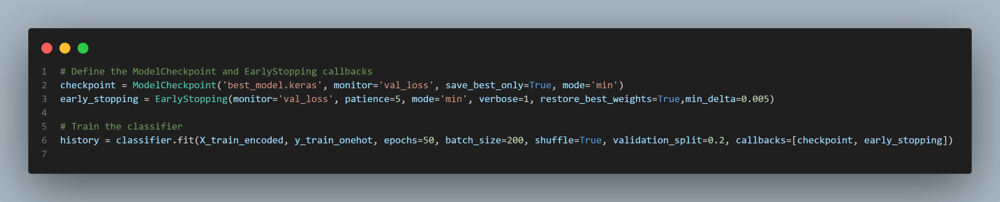 1 # Define the ModelCheckpoint and EarlyStopping callbacks
2 checkpoint = ModelCheckpoint('best_model.keras', monitor='val_loss', save_best_only=True, mode='min')
3 early_stopping = EarlyStopping(monitor='val_loss', patience=5, mode='min', verbose=1, restore_best_weights=True,min_delta=0.005)
4
5 # Train the classifier
6 history = classifier.fit(X_train_encoded, y_train_onehot, epochs=50, batch_size=200, shuffle=True, validation_split=0.2, callbacks=[checkpoint, early_stopping])
7